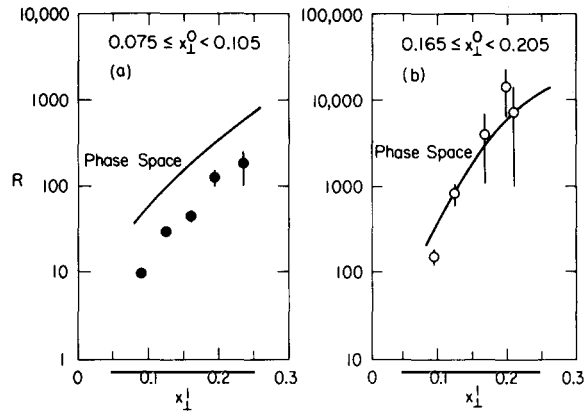 10,000
1000
100
10
1
R
0.075 ≤ x⊥⁰ < 0.105
(a)
Phase Space
0
0.1
0.2
0.3
x⊥¹
100,000
10,000
1000
100
10
0.165 ≤ x⊥⁰ < 0.205
(b)
Phase Space
0
0.1
0.2
0.3
x⊥¹